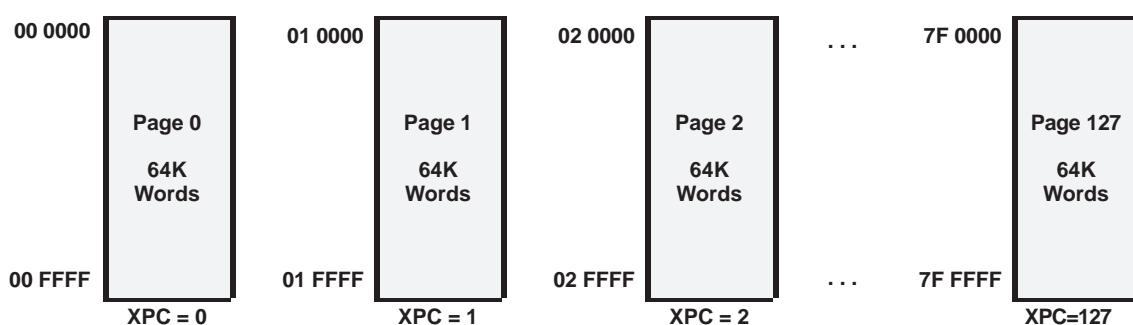 00 0000
01 0000
02 0000
. . .
7F 0000
Page 0
Page 1
Page 2
Page 127
64K
Words
64K
Words
64K
Words
64K
Words
00 FFFF
01 FFFF
02 FFFF
. . .
7F FFFF
XPC = 0
XPC = 1
XPC = 2
XPC=127